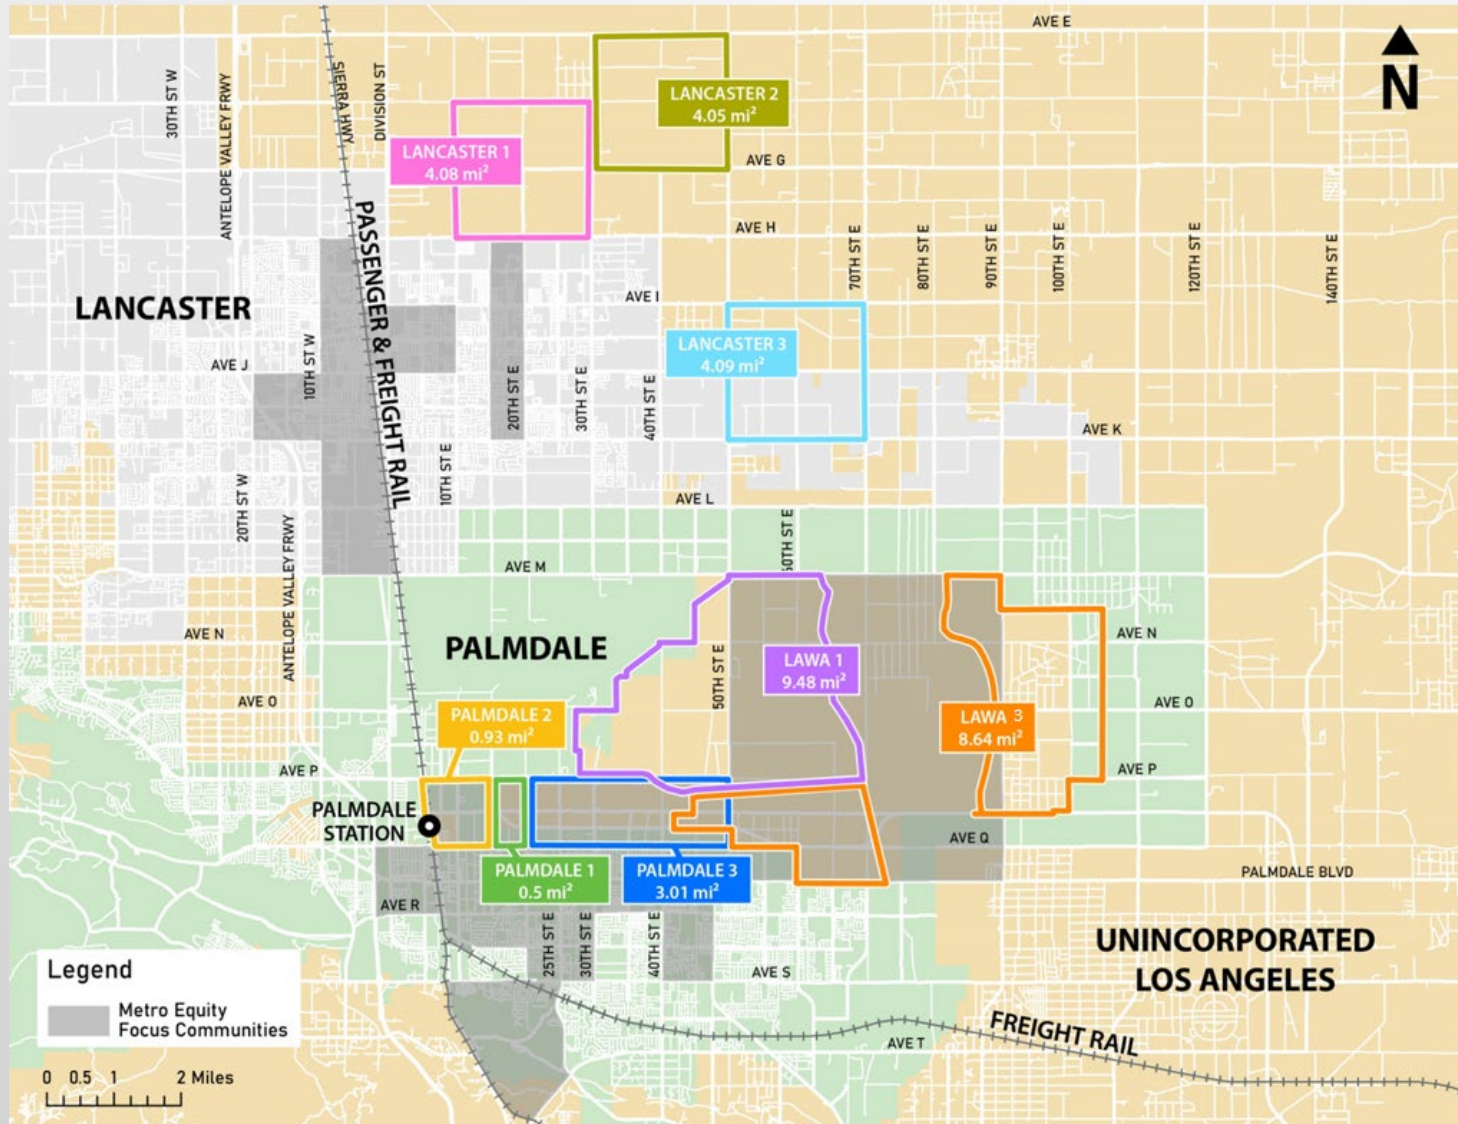 AVE E
N
30TH ST W
ANTELOPE VALLEY FRWY
SIERRA HWY
DIVISION ST
LANCASTER 2
4.05 mi²
LANCASTER 1
4.08 mi²
AVE G
PASSENGER & FREIGHT RAIL
AVE H
70TH ST E
80TH ST E
90TH ST E
100TH ST E
120TH ST E
140TH ST E
LANCASTER
AVE I
LANCASTER 3
4.09 mi²
AVE J
10TH ST W
20TH ST E
30TH ST E
40TH ST E
AVE K
20TH ST W
10TH ST E
AVE L
ANTELOPE VALLEY FRWY
AVE M
60TH ST E
AVE N
PALMDALE
50TH ST E
LAWA 1
9.48 mi²
AVE N
AVE O
PALMDALE 2
0.93 mi²
LAWA 3
8.64 mi²
AVE O
AVE P
AVE P
PALMDALE
STATION
AVE Q
PALMDALE 1
0.5 mi²
PALMDALE 3
3.01 mi²
PALMDALE BLVD
AVE R
25TH ST E
30TH ST E
40TH ST E
AVE S
UNINCORPORATED
LOS ANGELES
Legend
Metro Equity
Focus Communities
FREIGHT RAIL
AVE T
0 0.5 1 2 Miles